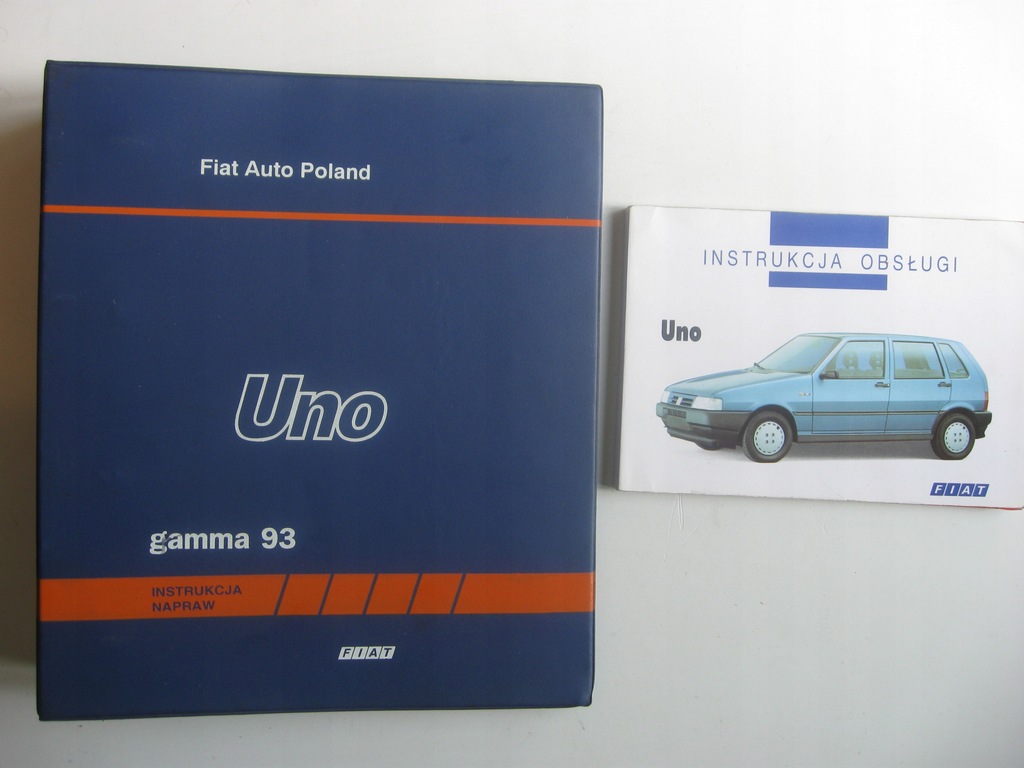 Fiat Auto Poland
Uno
gamma 93
INSTRUKCJA
NAPRAW
FIAT
INSTRUKCJA OBSŁUGI
Uno
FIAT